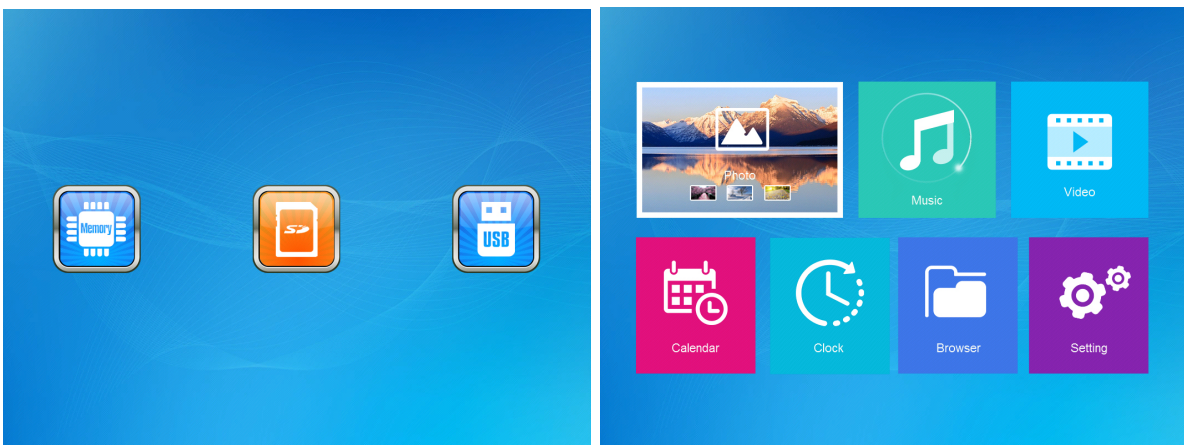 Memory
SD
USB
Photo
Music
Video
Calendar
Clock
Browser
Setting